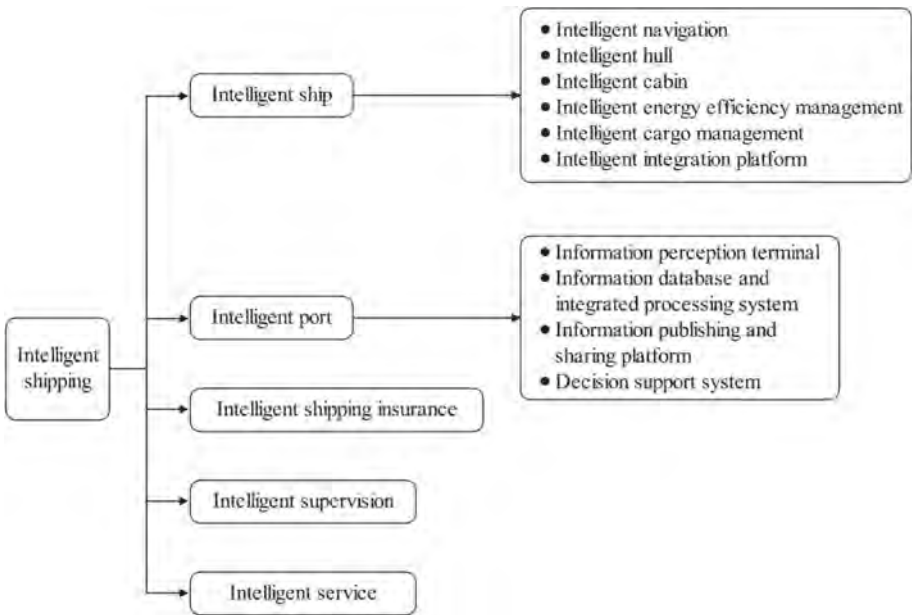 Intelligent shipping
Intelligent ship
● Intelligent navigation
● Intelligent hull
● Intelligent cabin
● Intelligent energy efficiency management
● Intelligent cargo management
● Intelligent integration platform
Intelligent port
● Information perception terminal
● Information database and
integrated processing system
● Information publishing and
sharing platform
● Decision support system
Intelligent shipping insurance
Intelligent supervision
Intelligent service